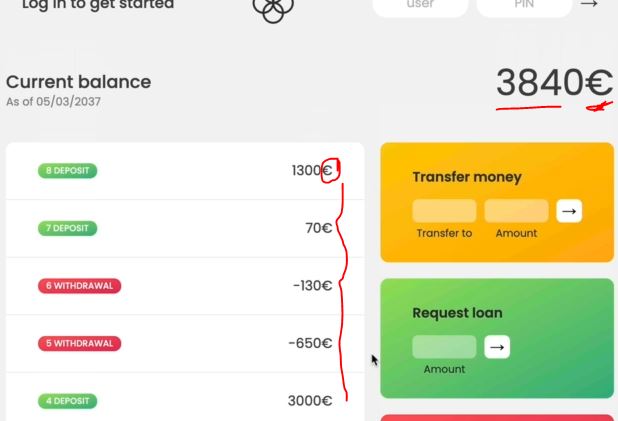 Log in to get started
user
PIN
→
Current balance
3840€
As of 05/03/2037
8 DEPOSIT
1300€
7 DEPOSIT
70€
6 WITHDRAWAL
-130€
5 WITHDRAWAL
-650€
4 DEPOSIT
3000€
Transfer money
→
Transfer to
Amount
Request loan
→
Amount